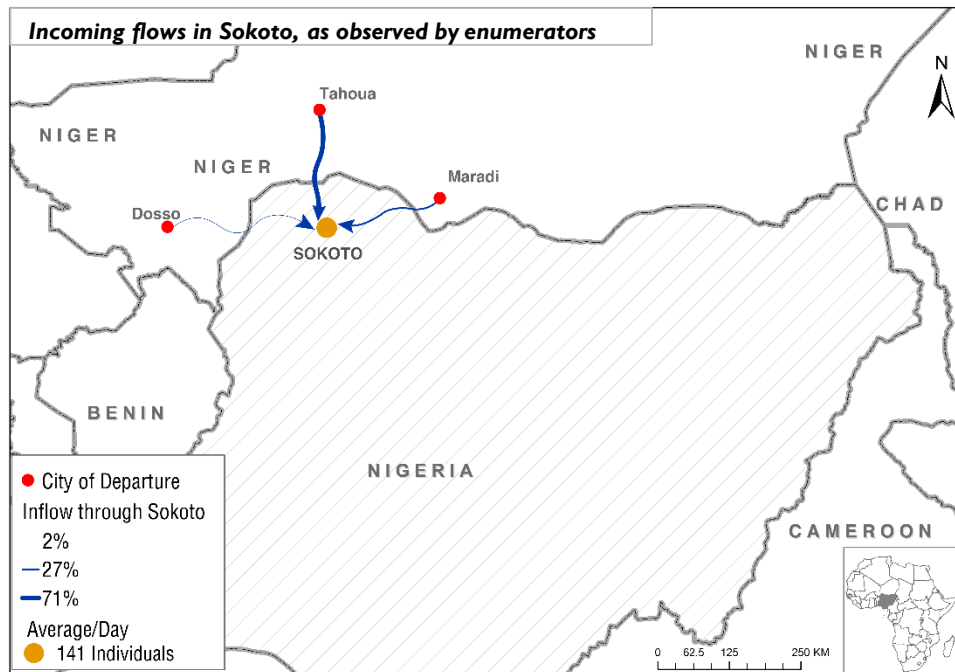 Incoming flows in Sokoto, as observed by enumerators
NIGER
N
Tahoua
NIGER
NIGER
Maradi
CHAD
Dosso
SOKOTO
BENIN
NIGERIA
CAMEROON
City of Departure
Inflow through Sokoto
2%
27%
71%
Average/Day
141 Individuals
0 62.5 125 250 KM